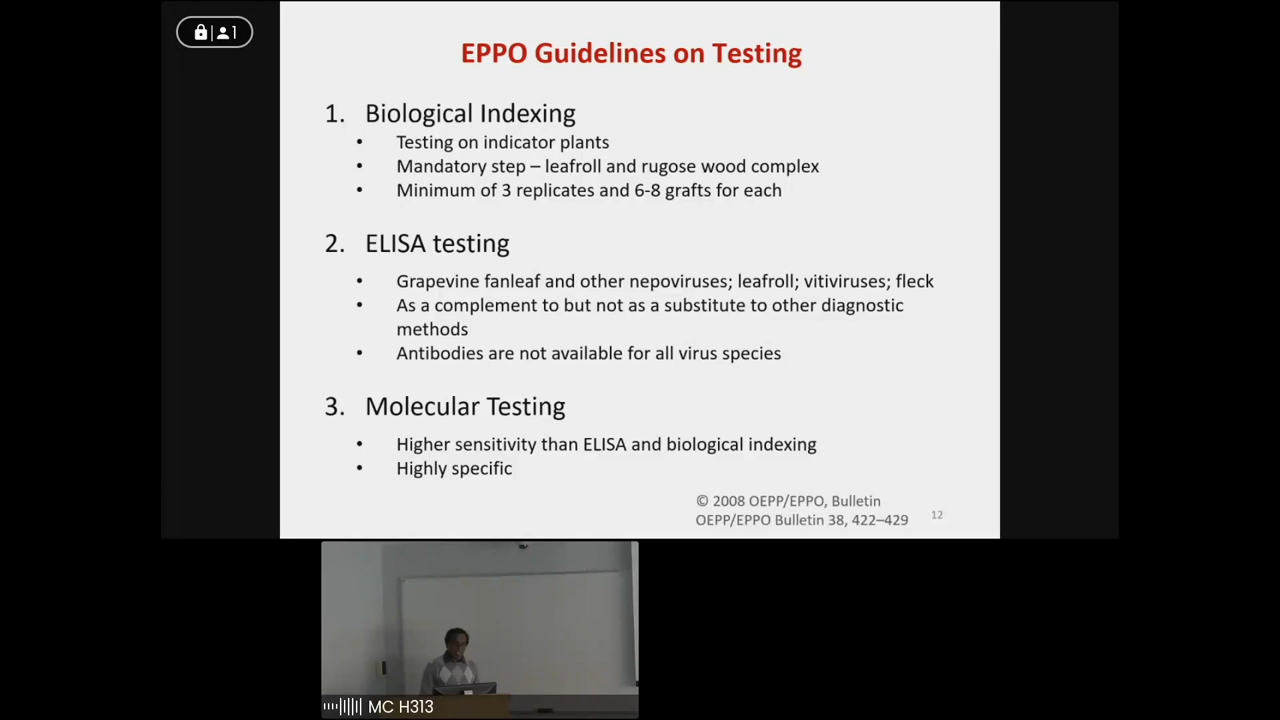 1
EPPO Guidelines on Testing
1. Biological Indexing
• Testing on indicator plants
• Mandatory step – leafroll and rugose wood complex
• Minimum of 3 replicates and 6-8 grafts for each
2. ELISA testing
• Grapevine fanleaf and other nepoviruses; leafroll; vitiviruses; fleck
• As a complement to but not as a substitute to other diagnostic
methods
• Antibodies are not available for all virus species
3. Molecular Testing
• Higher sensitivity than ELISA and biological indexing
• Highly specific
© 2008 OEPP/EPPO, Bulletin
OEPP/EPPO Bulletin 38, 422–429
12
MC H313